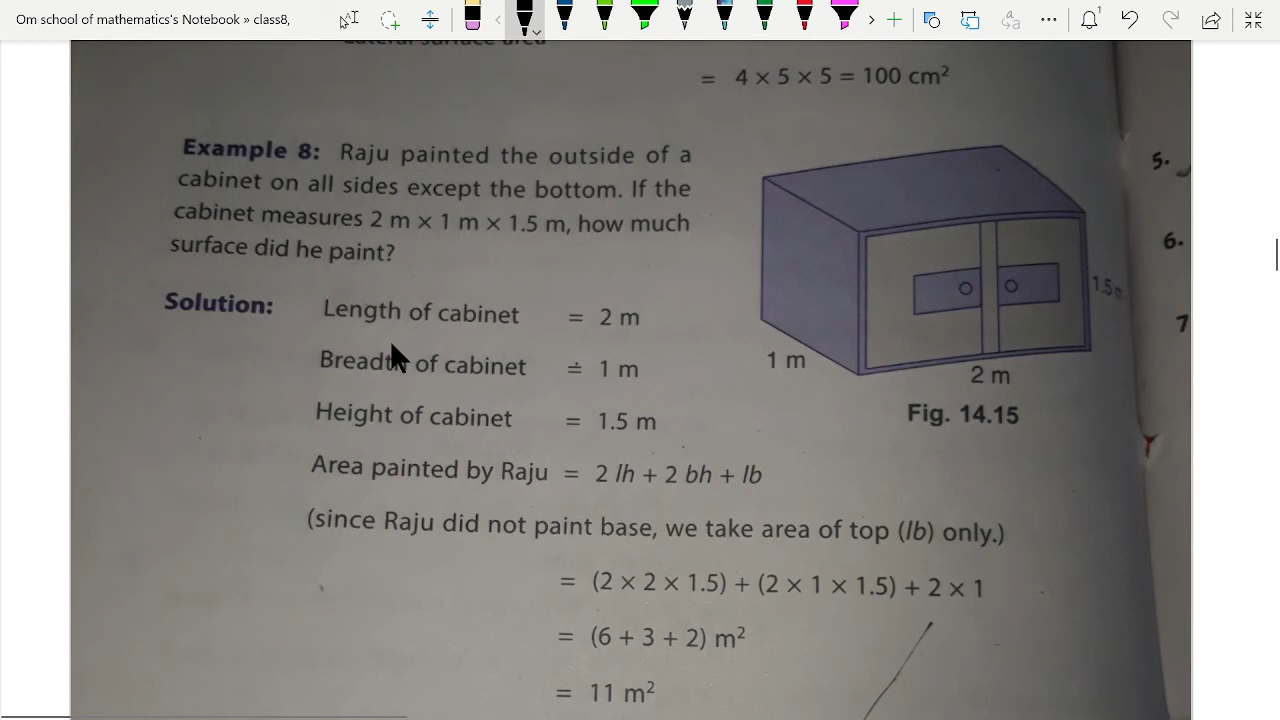 Om school of mathematics's Notebook » class8,
Lateral surface area
= 4 × 5 × 5 = 100 cm²
Example 8: Raju painted the outside of a
cabinet on all sides except the bottom. If the
cabinet measures 2 m × 1 m × 1.5 m, how much
surface did he paint?
Solution: Length of cabinet = 2 m
Breadth of cabinet = 1 m
Height of cabinet = 1.5 m
Area painted by Raju = 2 lh + 2 bh + lb
(since Raju did not paint base, we take area of top (lb) only.)
= (2 × 2 × 1.5) + (2 × 1 × 1.5) + 2 × 1
= (6 + 3 + 2) m²
= 11 m²
1.5 m
1 m
2 m
Fig. 14.15
5.
6.
7